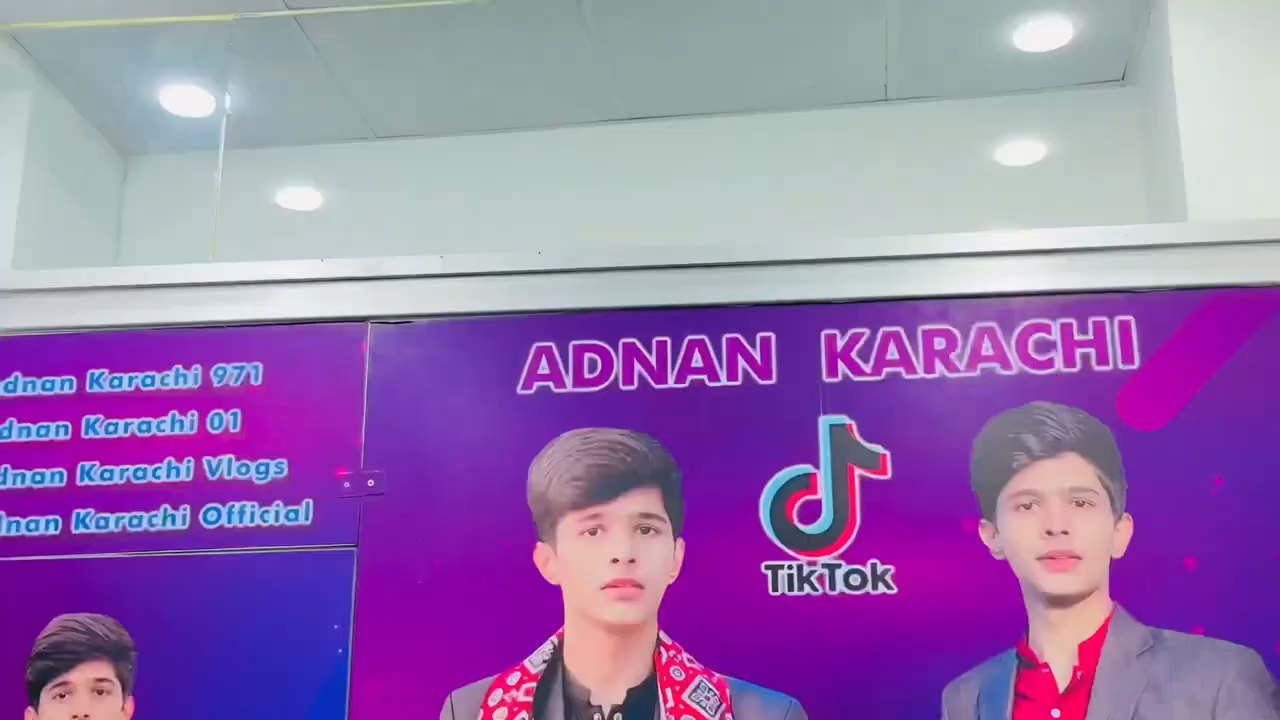 dnan Karachi 971
dnan Karachi 01
dnan Karachi Vlogs
dnan Karachi Official
ADNAN KARACHI
TikTok